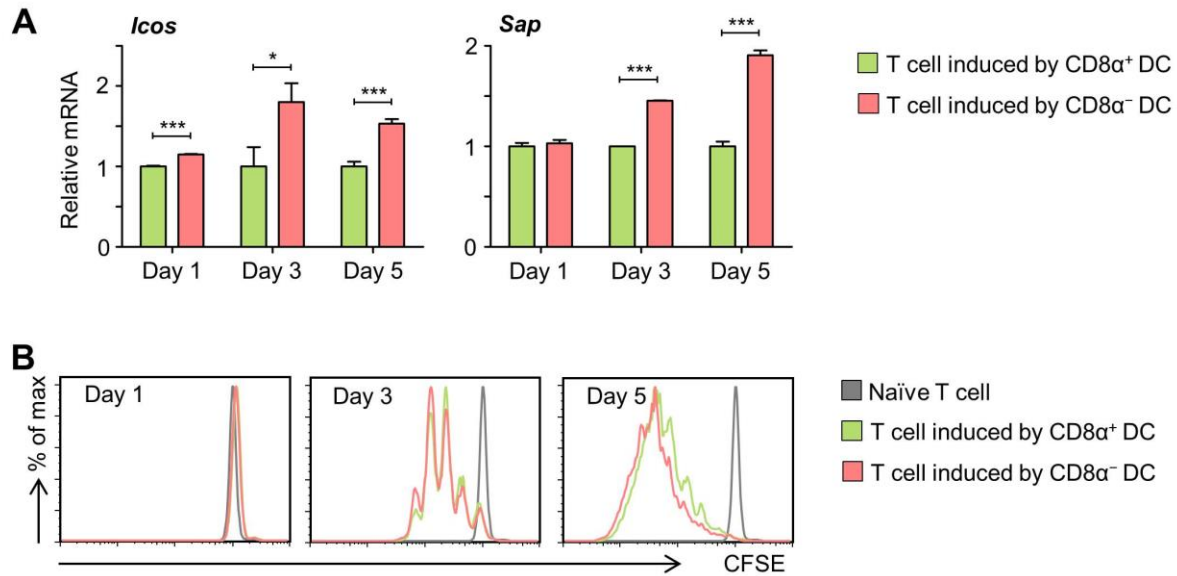 A
Icos
Sap
Relative mRNA
2
1
0
***
*
***
Day 1
Day 3
Day 5
2
1
0
***
***
Day 1
Day 3
Day 5
T cell induced by CD8α⁺ DC
T cell induced by CD8α⁻ DC
B
% of max
Day 1
Day 3
Day 5
CFSE
Naïve T cell
T cell induced by CD8α⁺ DC
T cell induced by CD8α⁻ DC